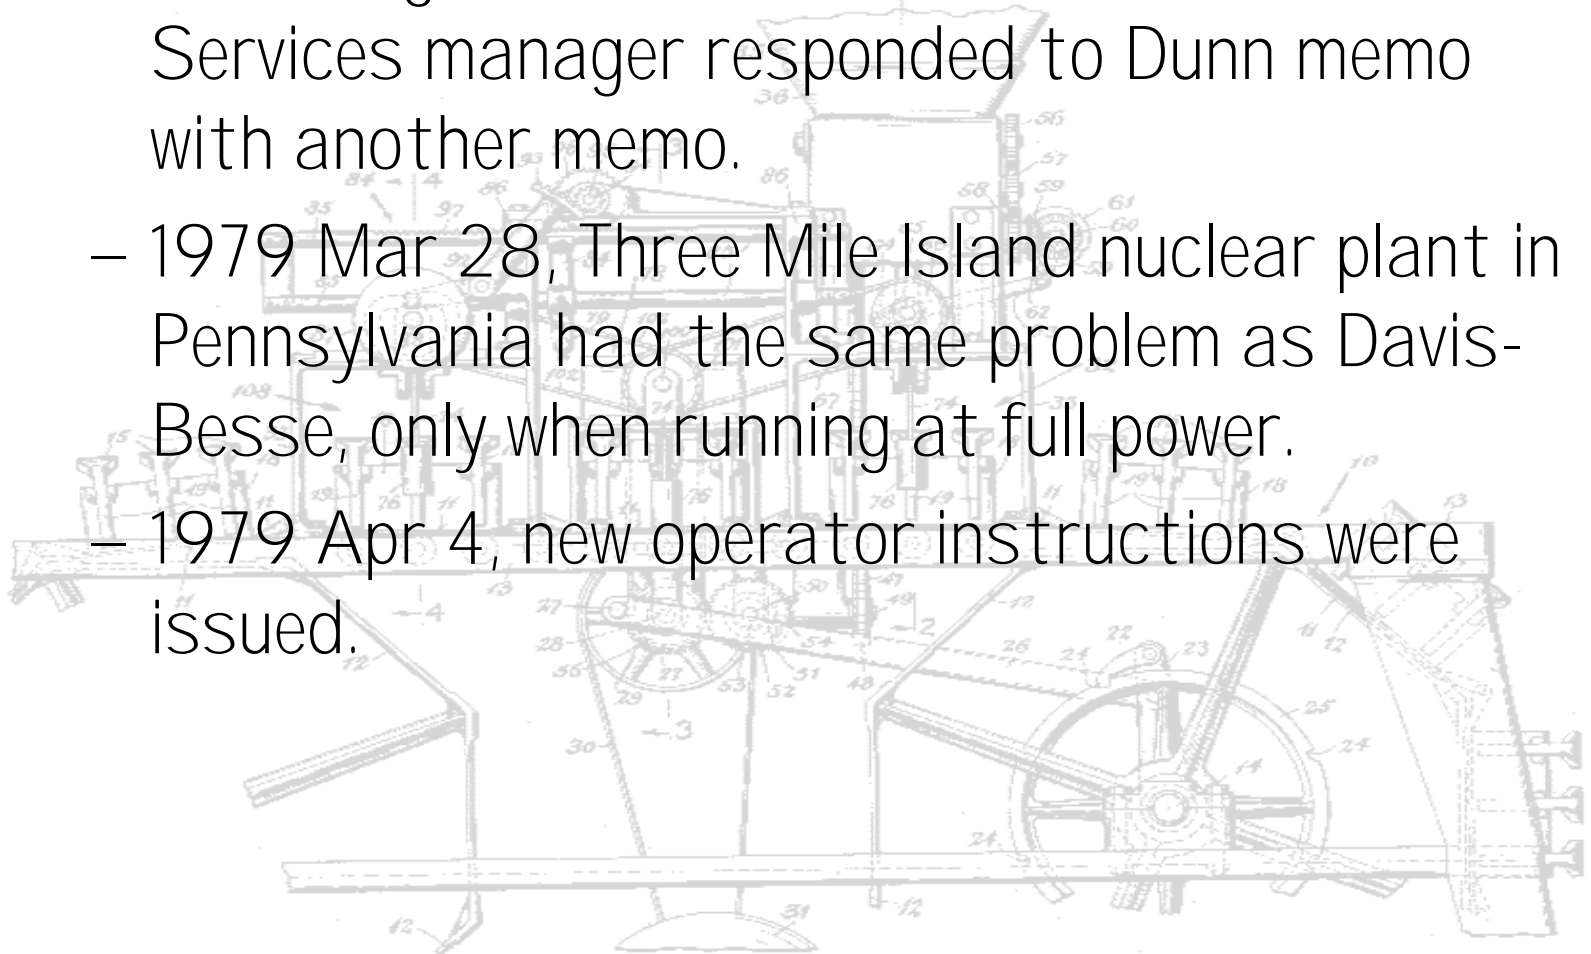 Services manager responded to Dunn memo
with another memo.
– 1979 Mar 28, Three Mile Island nuclear plant in
Pennsylvania had the same problem as Davis-
Besse, only when running at full power.
– 1979 Apr 4, new operator instructions were
issued.